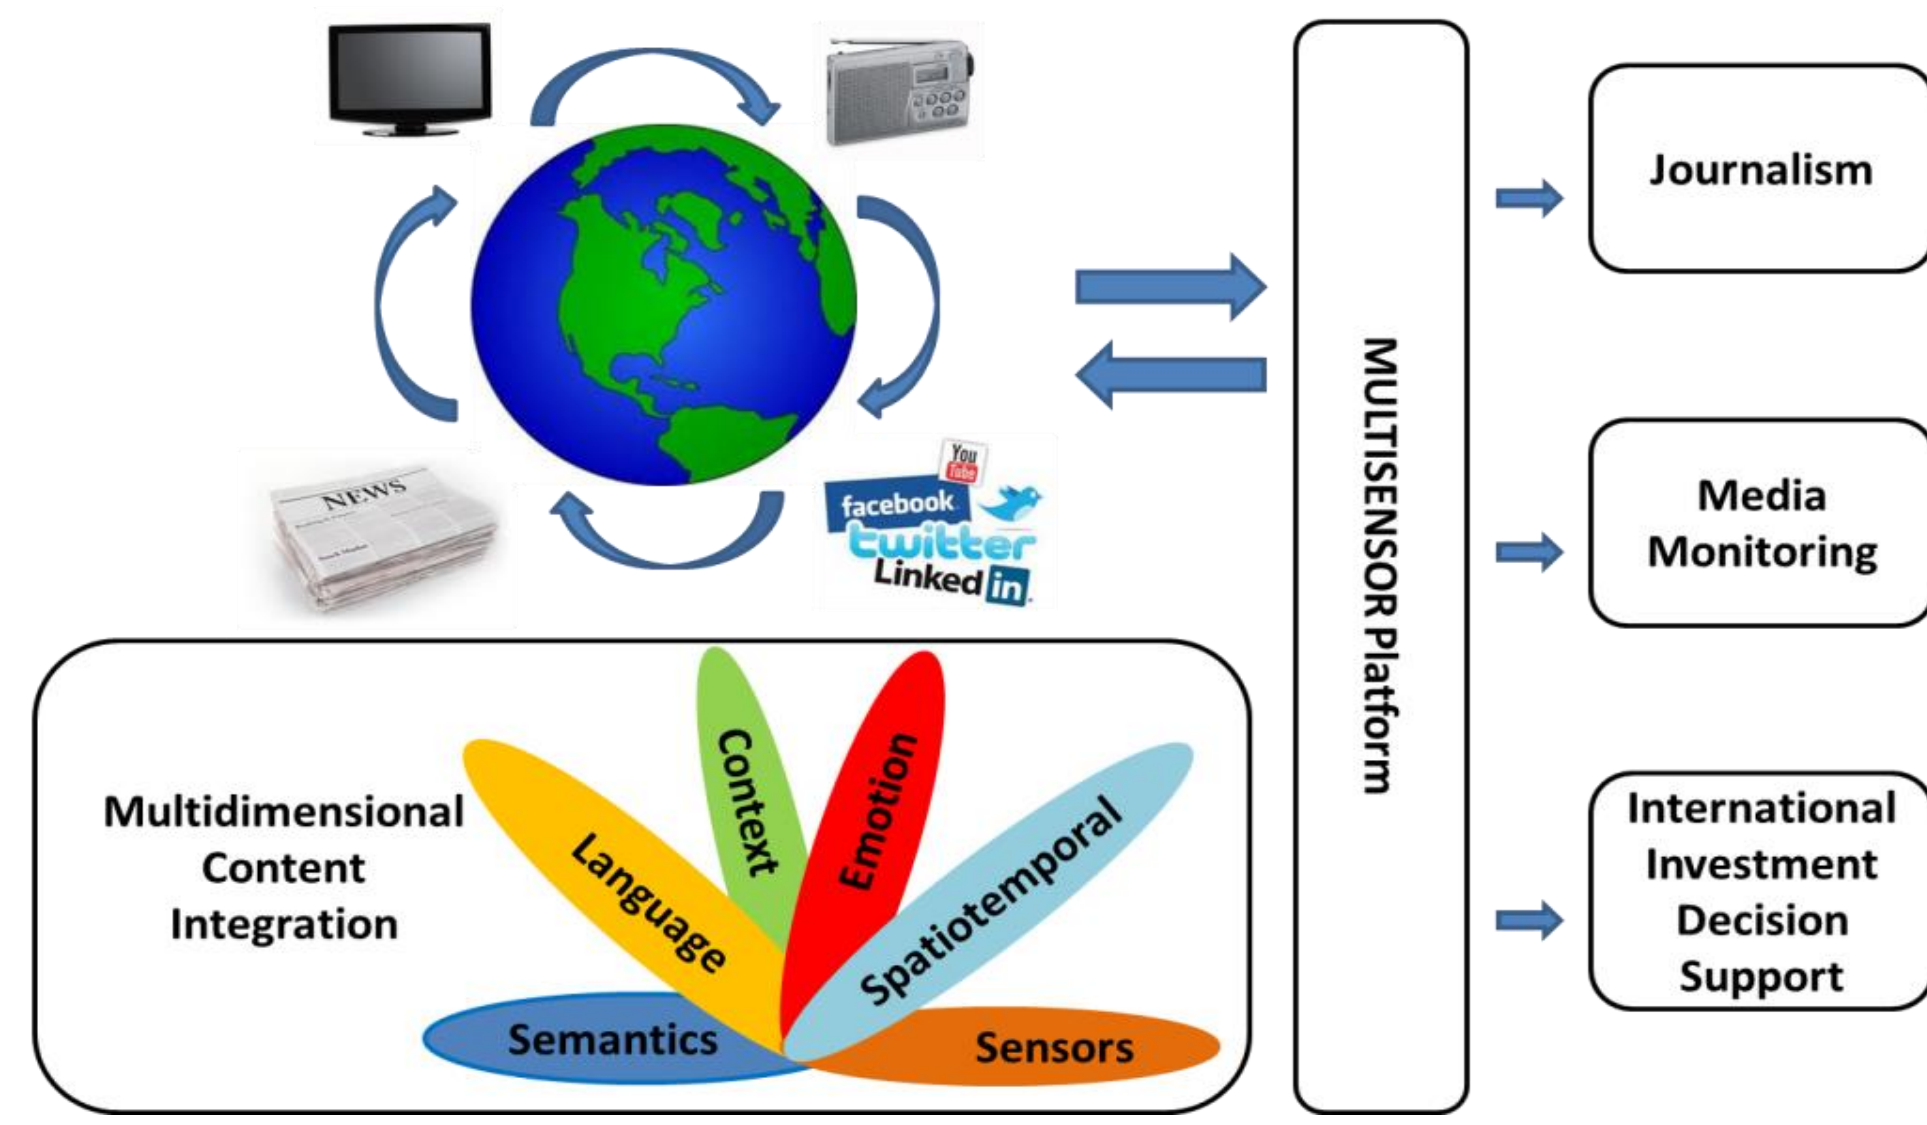 NEWS
You
Tube
facebook
twitter
Linked in
MULTISENSOR Platform
Journalism
Media
Monitoring
International
Investment
Decision
Support
Multidimensional
Content
Integration
Semantics
Language
Context
Emotion
Spatiotemporal
Sensors